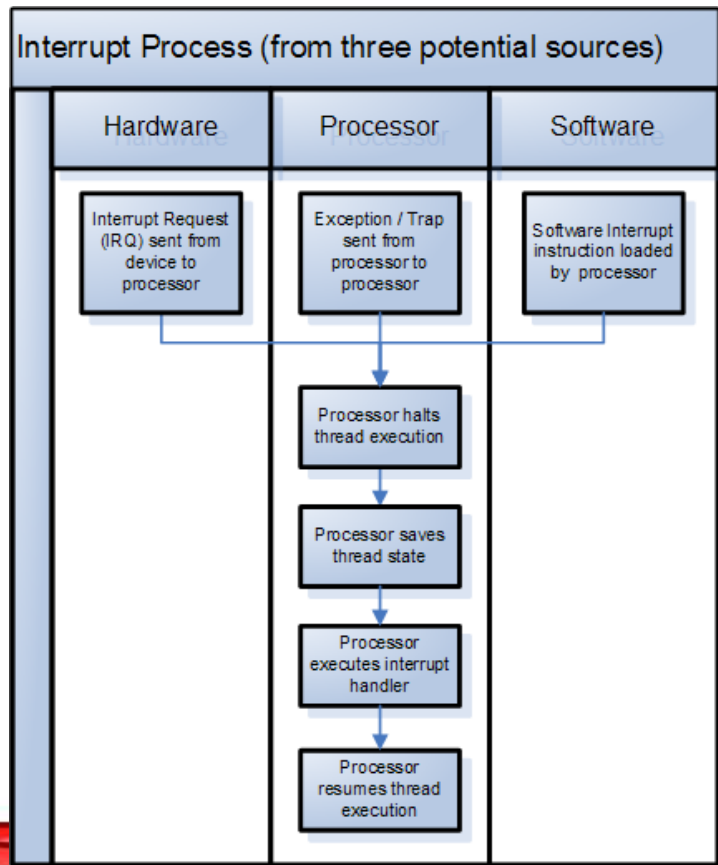 Interrupt Process (from three potential sources)
Hardware
Processor
Software
Interrupt Request
(IRQ) sent from
device to
processor
Exception / Trap
sent from
processor to
processor
Software Interrupt
instruction loaded
by processor
Processor halts
thread execution
Processor saves
thread state
Processor
executes interrupt
handler
Processor
resumes thread
execution